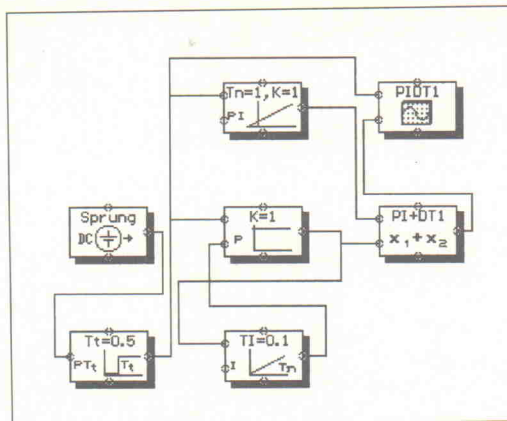 Tn=1,K=1
PI
PIDT1
Sprung
DC
K=1
P
PI+DT1
x₁+x₂
Tt=0.5
PTt
Tt
TI=0.1
I
Tn